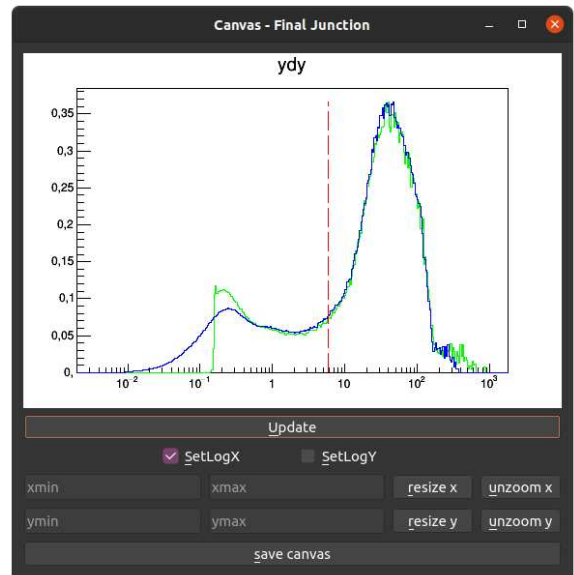 Canvas - Final Junction
ydy
0,35
0,3
0,25
0,2
0,15
0,1
0,05
0,
10-2 10-1 1 10 102 103
Update
SetLogX SetLogY
xmin xmax resize x unzoom x
ymin ymax resize y unzoom y
save canvas